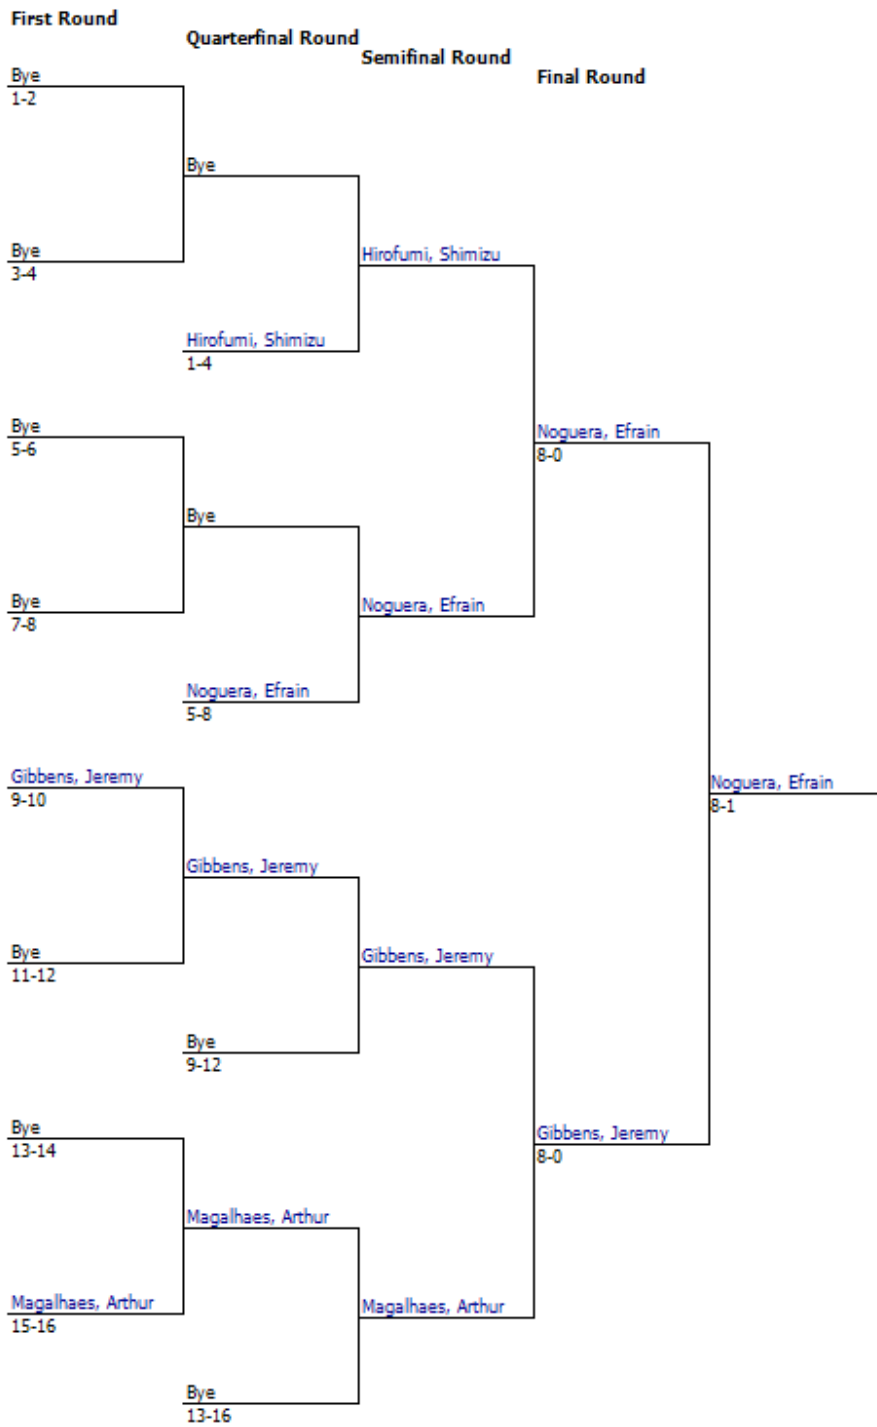 First Round
Quarterfinal Round
Semifinal Round
Final Round
Bye
1-2
Bye
Bye
3-4
Hirofumi, Shimizu
Hirofumi, Shimizu
1-4
Bye
5-6
Noguera, Efrain
8-0
Bye
Bye
7-8
Noguera, Efrain
Noguera, Efrain
5-8
Gibbens, Jeremy
9-10
Noguera, Efrain
8-1
Gibbens, Jeremy
Bye
11-12
Gibbens, Jeremy
Bye
9-12
Bye
13-14
Gibbens, Jeremy
8-0
Magalhaes, Arthur
Magalhaes, Arthur
15-16
Magalhaes, Arthur
Bye
13-16